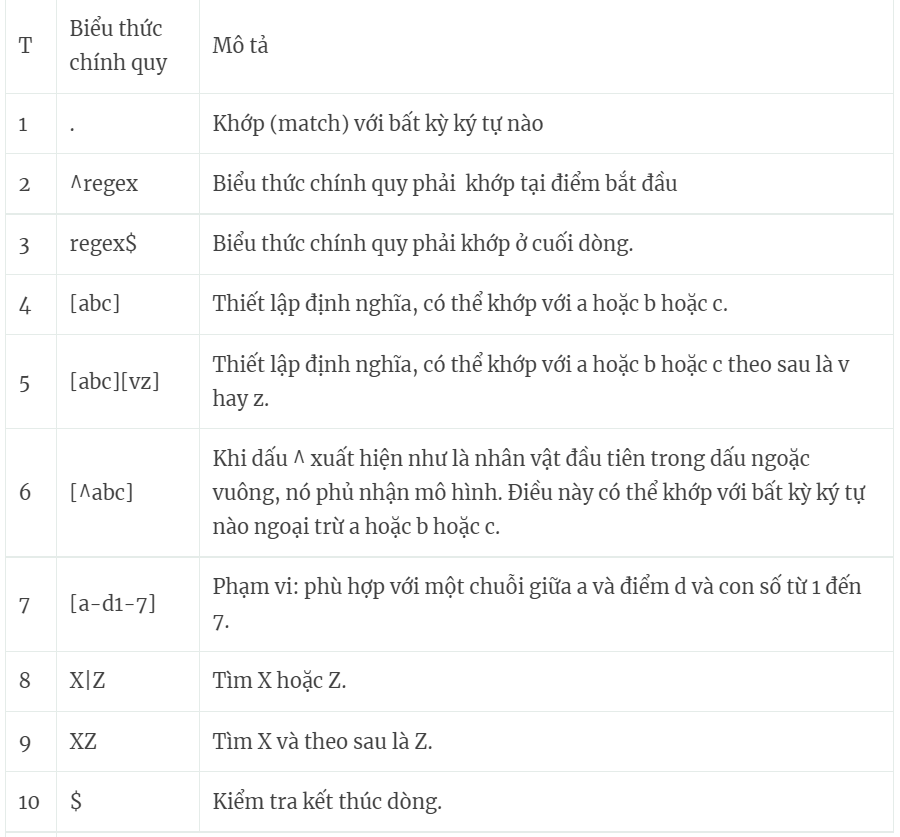 T
Biểu thức
chính quy
Mô tả
1
.
Khớp (match) với bất kỳ ký tự nào
2
^regex
Biểu thức chính quy phải  khớp tại điểm bắt đầu
3
regex$
Biểu thức chính quy phải khớp ở cuối dòng.
4
[abc]
Thiết lập định nghĩa, có thể khớp với a hoặc b hoặc c.
5
[abc][vz]
Thiết lập định nghĩa, có thể khớp với a hoặc b hoặc c theo sau là v
hay z.
6
[^abc]
Khi dấu ^ xuất hiện như là nhân vật đầu tiên trong dấu ngoặc
vuông, nó phủ nhận mô hình. Điều này có thể khớp với bất kỳ ký tự
nào ngoại trừ a hoặc b hoặc c.
7
[a-d1-7]
Phạm vi: phù hợp với một chuỗi giữa a và điểm d và con số từ 1 đến
7.
8
X|Z
Tìm X hoặc Z.
9
XZ
Tìm X và theo sau là Z.
10
$
Kiểm tra kết thúc dòng.